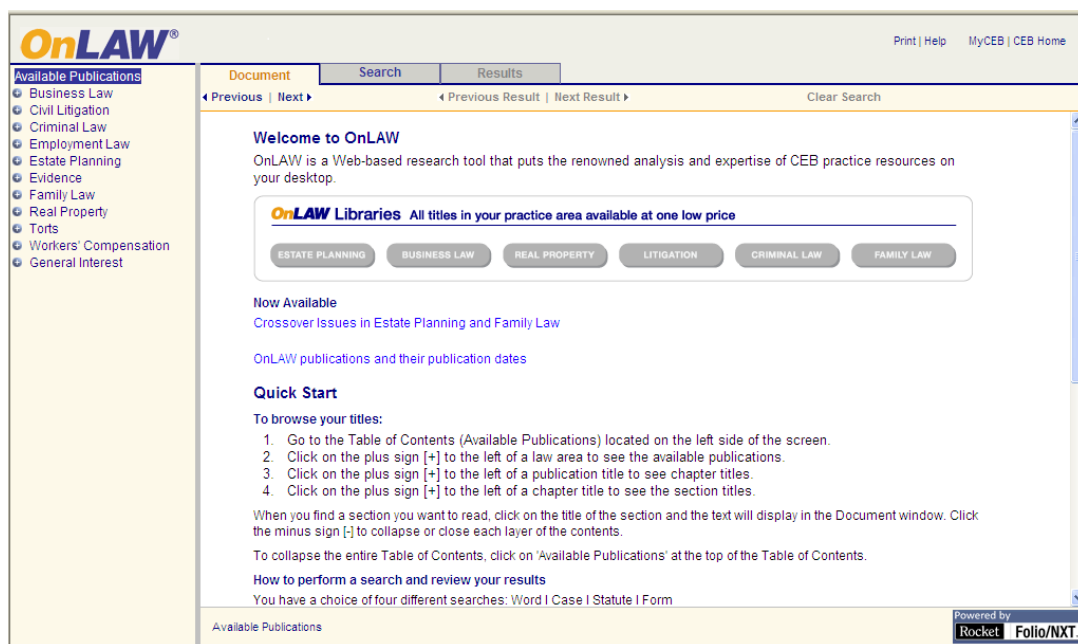 OnLAW®
Print | Help MyCEB | CEB Home
Available Publications
Business Law
Civil Litigation
Criminal Law
Employment Law
Estate Planning
Evidence
Family Law
Real Property
Torts
Workers' Compensation
General Interest
Document Search Results
Previous | Next Previous Result | Next Result Clear Search
Welcome to OnLAW
OnLAW is a Web-based research tool that puts the renowned analysis and expertise of CEB practice resources on
your desktop.
OnLAW Libraries All titles in your practice area available at one low price
ESTATE PLANNING BUSINESS LAW REAL PROPERTY LITIGATION CRIMINAL LAW FAMILY LAW
Now Available
Crossover Issues in Estate Planning and Family Law
OnLAW publications and their publication dates
Quick Start
To browse your titles:
1. Go to the Table of Contents (Available Publications) located on the left side of the screen.
2. Click on the plus sign [+] to the left of a law area to see the available publications.
3. Click on the plus sign [+] to the left of a publication title to see chapter titles.
4. Click on the plus sign [+] to the left of a chapter title to see the section titles.
When you find a section you want to read, click on the title of the section and the text will display in the Document window. Click
the minus sign [-] to collapse or close each layer of the contents.
To collapse the entire Table of Contents, click on 'Available Publications' at the top of the Table of Contents.
How to perform a search and review your results
You have a choice of four different searches: Word | Case | Statute | Form
Available Publications
Powered by
Rocket Folio/NXT